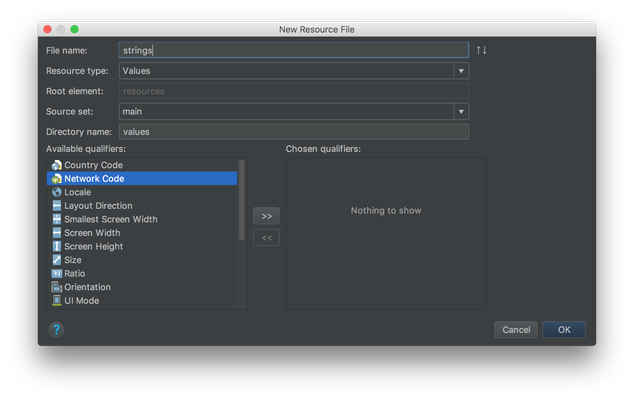 New Resource File
File name: strings
Resource type: Values
Root element: resources
Source set: main
Directory name: values
Available qualifiers: Chosen qualifiers:
Country Code
Network Code
Locale
Layout Direction
Smallest Screen Width
Screen Width
Screen Height
Size
Ratio
Orientation
UI Mode
>>
<<
Nothing to show
?
Cancel OK